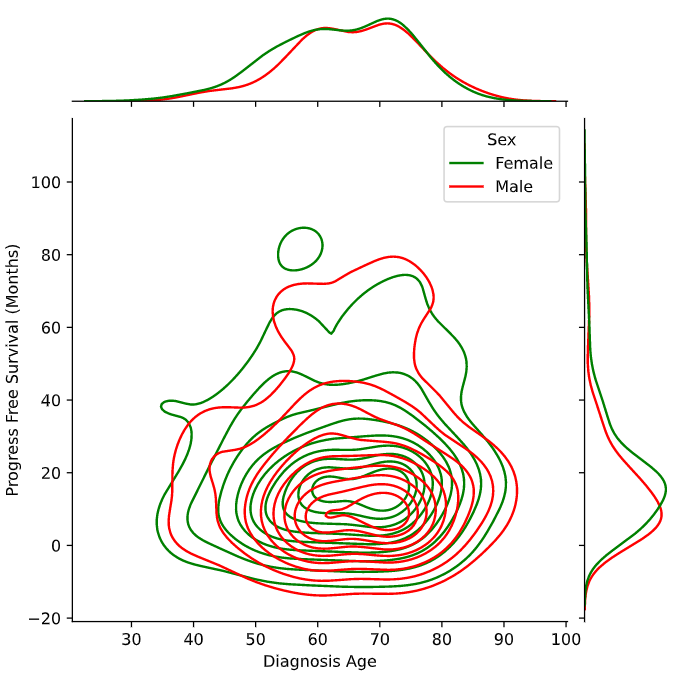 Sex
Female
Male
100
80
60
40
20
0
−20
Progress Free Survival (Months)
30 40 50 60 70 80 90 100
Diagnosis Age